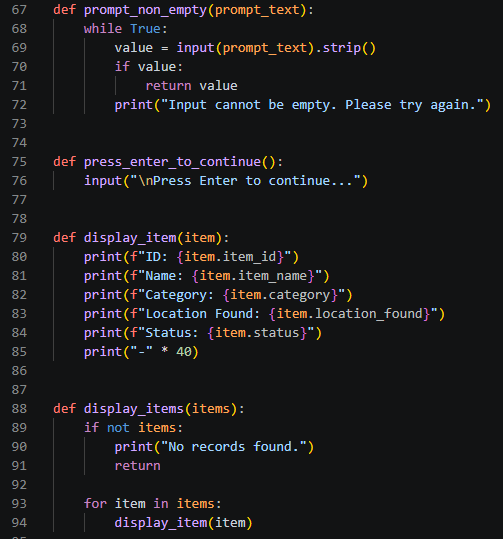 67 def prompt_non_empty(prompt_text):
68     while True:
69         value = input(prompt_text).strip()
70         if value:
71             return value
72         print("Input cannot be empty. Please try again.")
73
74
75 def press_enter_to_continue():
76     input("\nPress Enter to continue...")
77
78
79 def display_item(item):
80     print(f"ID: {item.item_id}")
81     print(f"Name: {item.item_name}")
82     print(f"Category: {item.category}")
83     print(f"Location Found: {item.location_found}")
84     print(f"Status: {item.status}")
85     print("-" * 40)
86
87
88 def display_items(items):
89     if not items:
90         print("No records found.")
91         return
92
93     for item in items:
94         display_item(item)